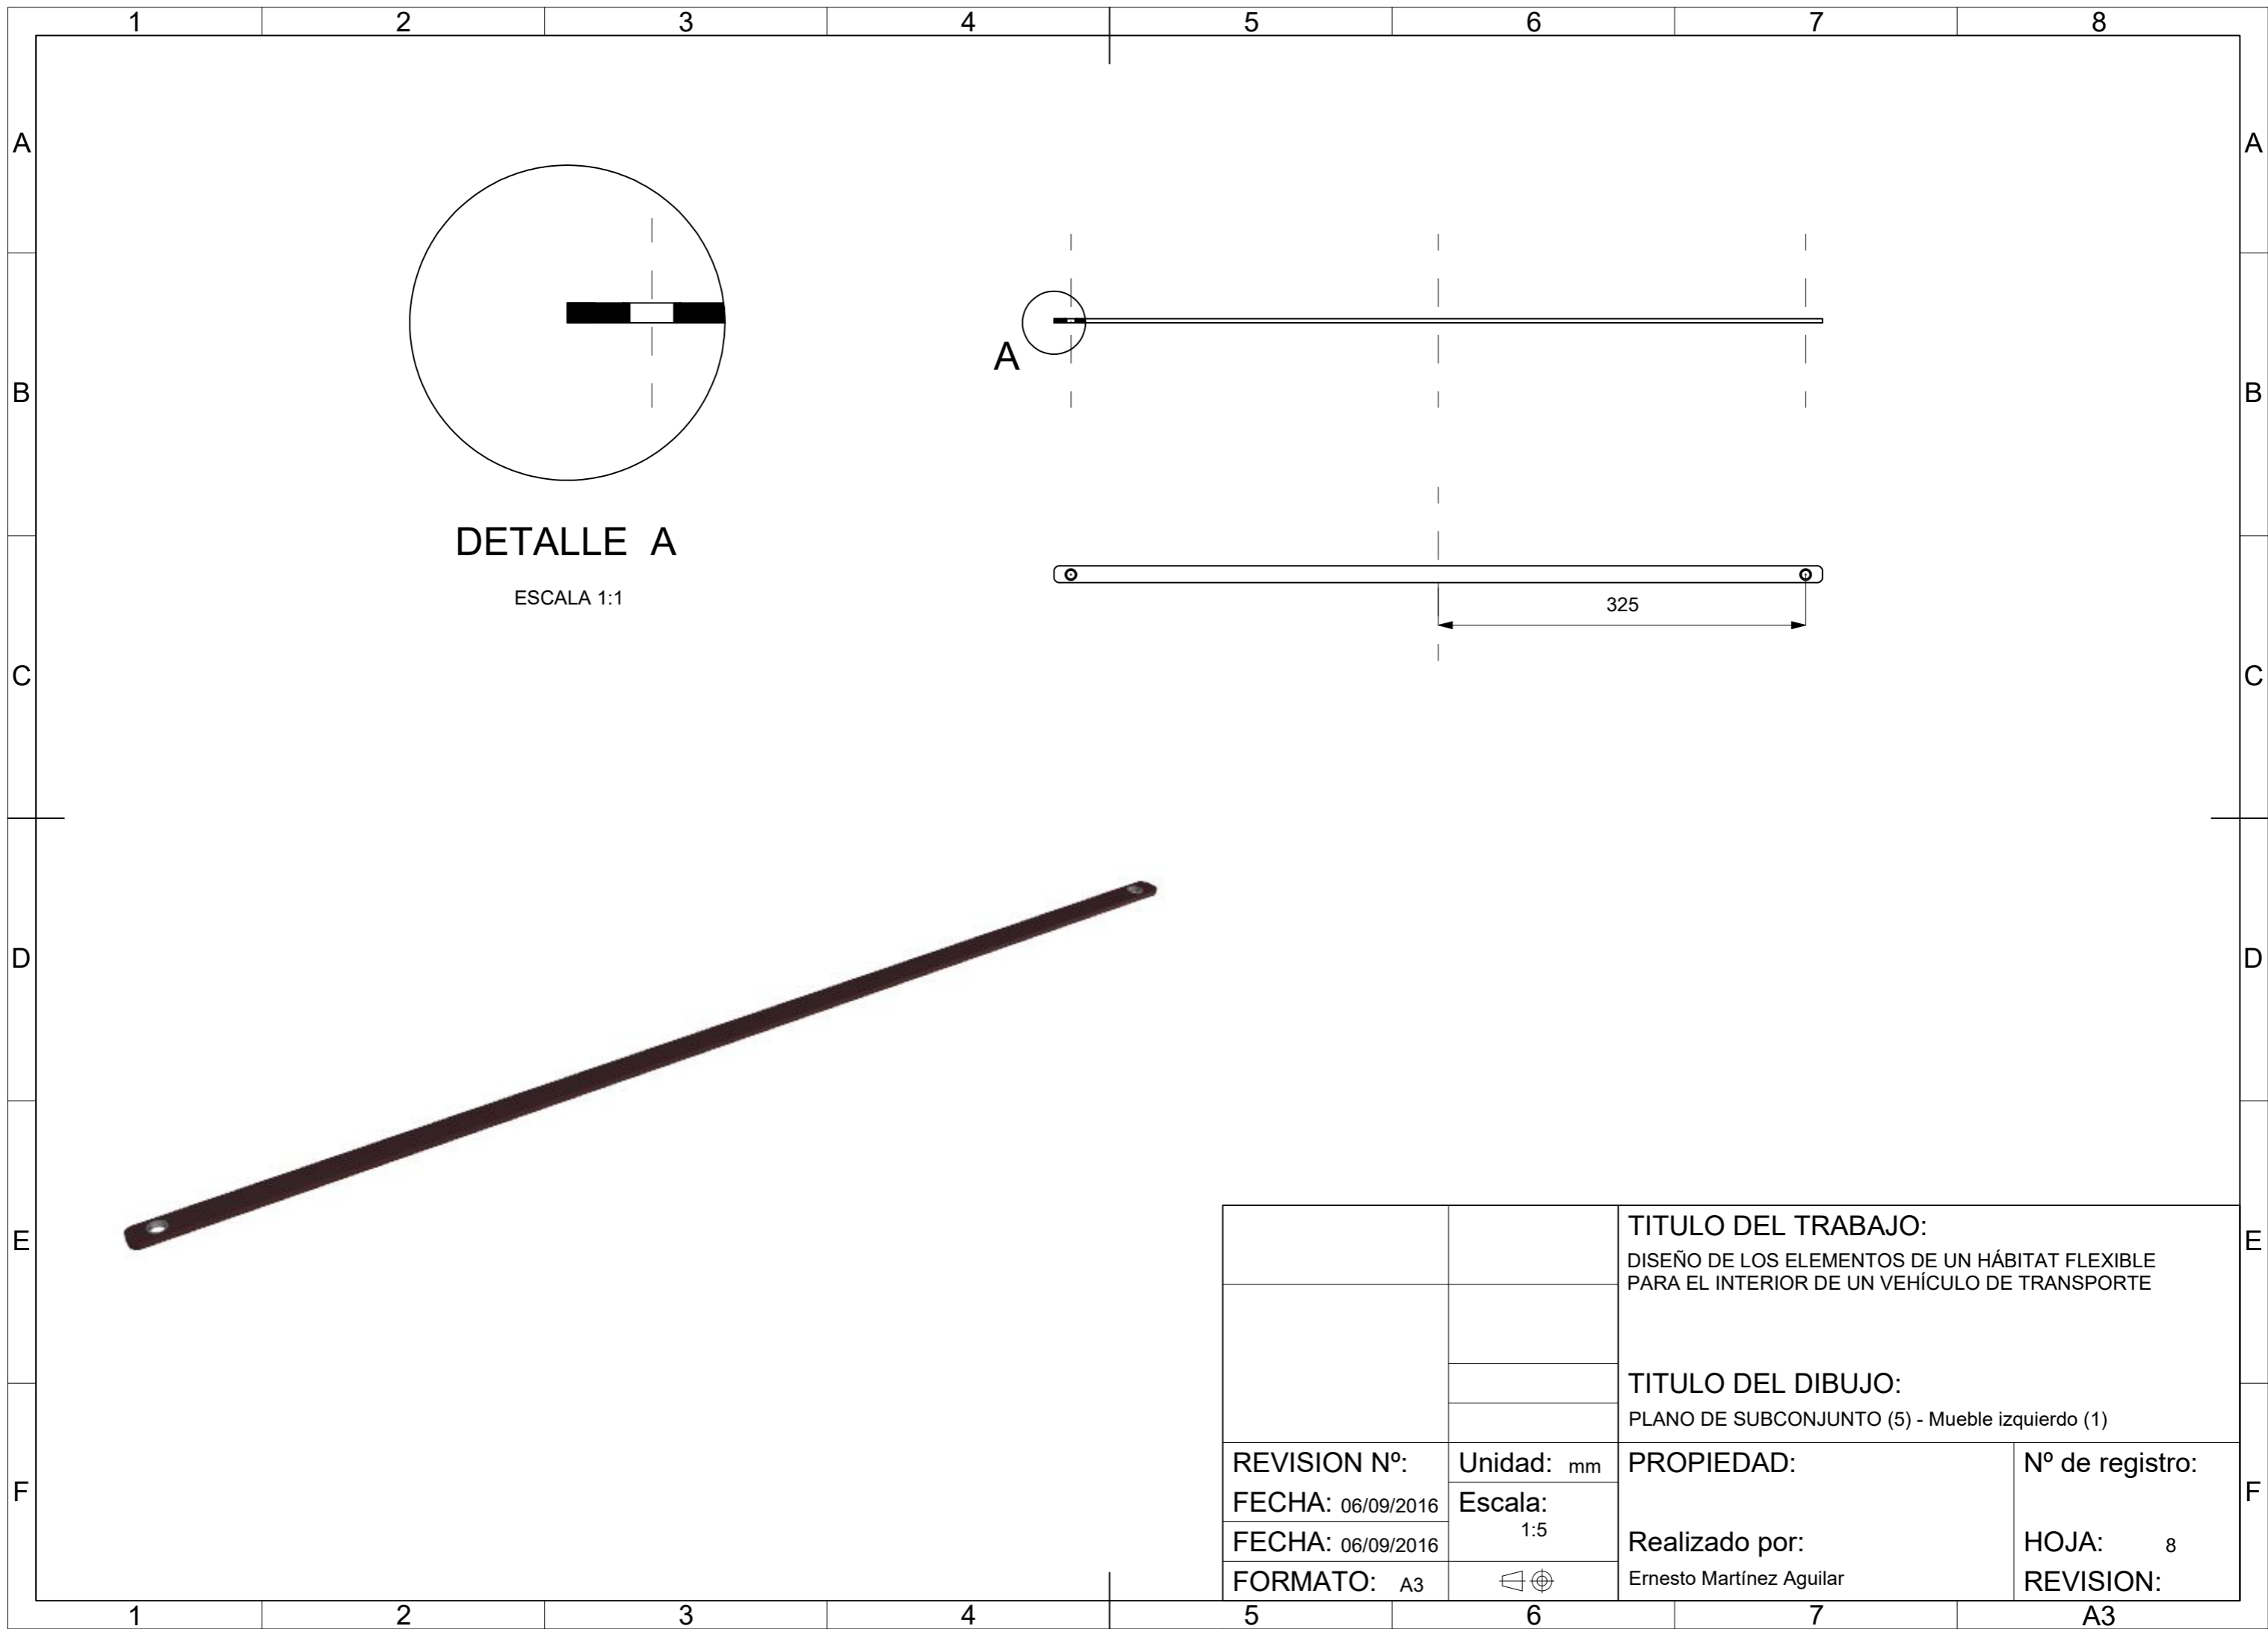 1 2 3 4 5 6 7 8
A A
B B
C C
D D
E E
F F
A
DETALLE A
ESCALA 1:1
325
TITULO DEL TRABAJO:
DISEÑO DE LOS ELEMENTOS DE UN HÁBITAT FLEXIBLE
PARA EL INTERIOR DE UN VEHÍCULO DE TRANSPORTE
TITULO DEL DIBUJO:
PLANO DE SUBCONJUNTO (5) - Mueble izquierdo (1)
REVISION Nº: Unidad: mm PROPIEDAD: Nº de registro:
FECHA: 06/09/2016 Escala:
1:5
FECHA: 06/09/2016 Realizado por: HOJA: 8
FORMATO: A3 Ernesto Martínez Aguilar REVISION:
1 2 3 4 5 6 7 A3